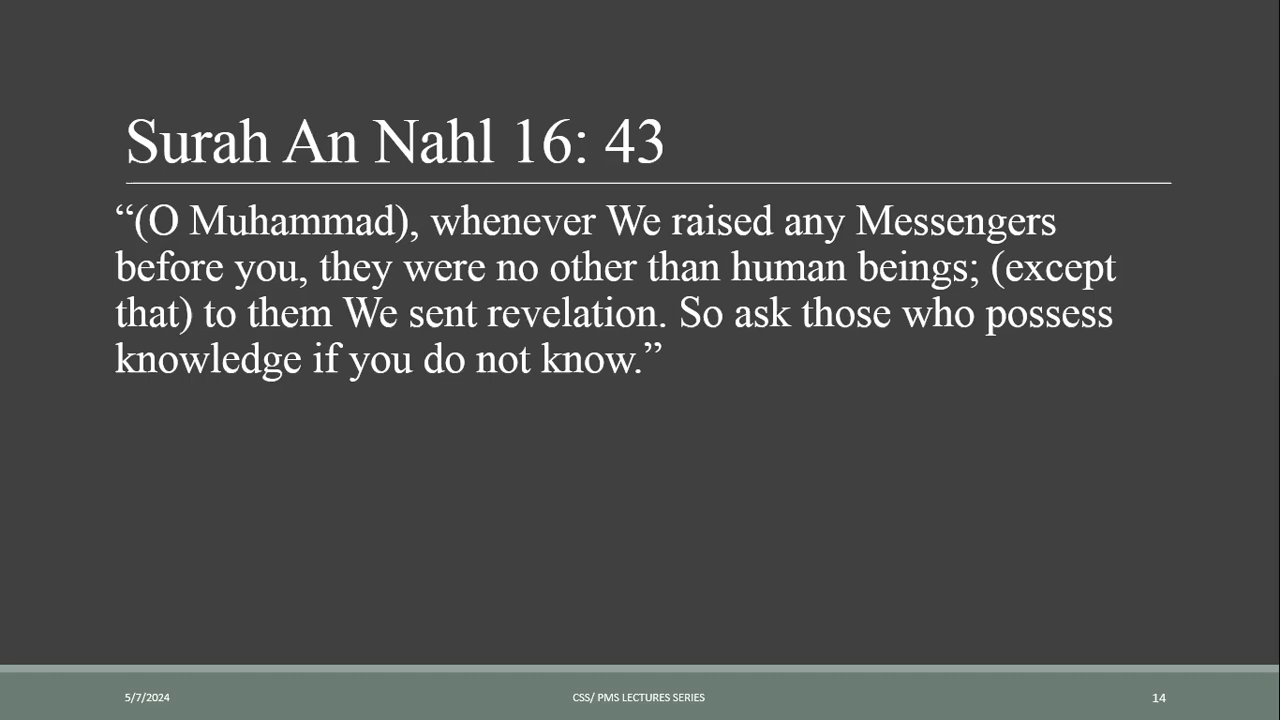 Surah An Nahl 16: 43
“(O Muhammad), whenever We raised any Messengers
before you, they were no other than human beings; (except
that) to them We sent revelation. So ask those who possess
knowledge if you do not know.”
5/7/2024
CSS/ PMS LECTURES SERIES
14